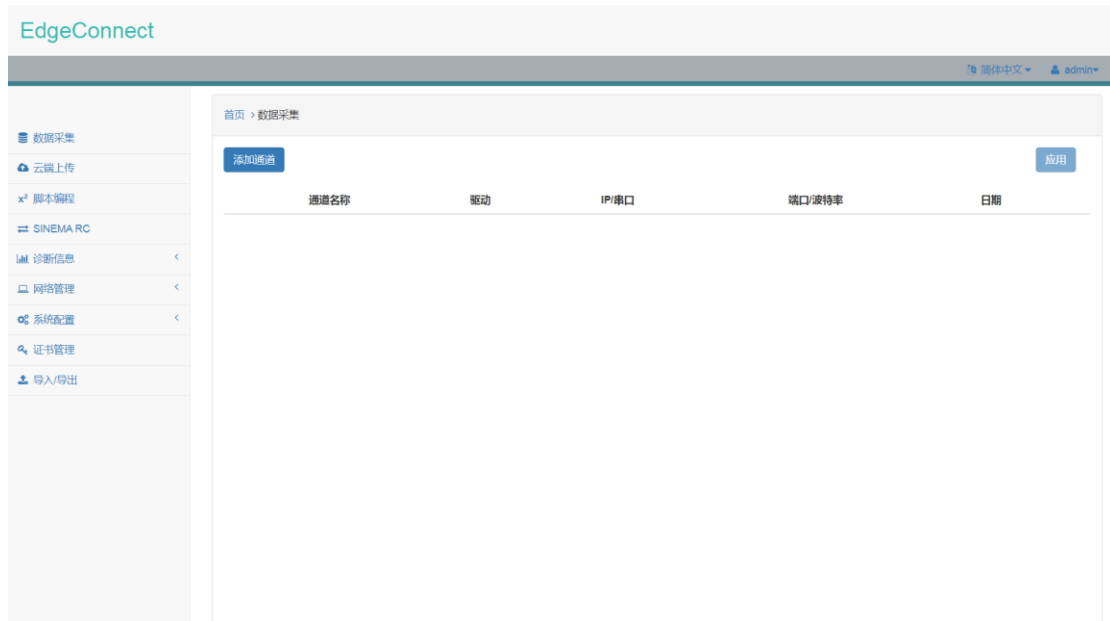 EdgeConnect
简体中文 admin
首页 > 数据采集
数据采集
添加通道 应用
云端上传
脚本编程
通道名称 驱动 IP/串口 端口/波特率 日期
SINEMA RC
诊断信息
网络管理
系统配置
证书管理
导入/导出